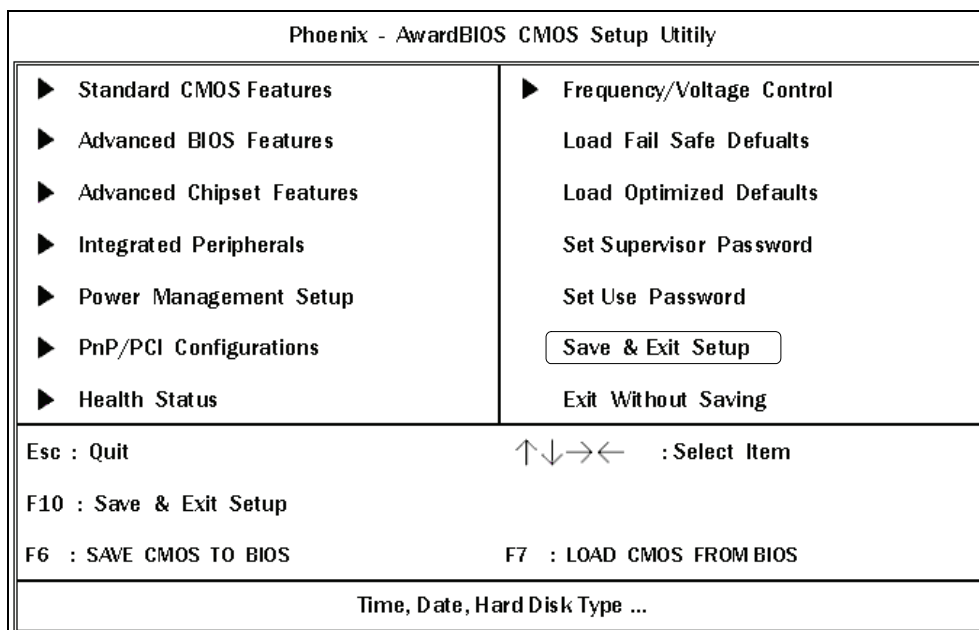 Phoenix - AwardBIOS CMOS Setup Utitily
Standard CMOS Features
Advanced BIOS Features
Advanced Chipset Features
Integrated Peripherals
Power Management Setup
PnP/PCI Configurations
Health Status
Frequency/Voltage Control
Load Fail Safe Defualts
Load Optimized Defaults
Set Supervisor Password
Set Use Password
Save & Exit Setup
Exit Without Saving
Esc : Quit ↑↓→← : Select Item
F10 : Save & Exit Setup
F6 : SAVE CMOS TO BIOS F7 : LOAD CMOS FROM BIOS
Time, Date, Hard Disk Type ...